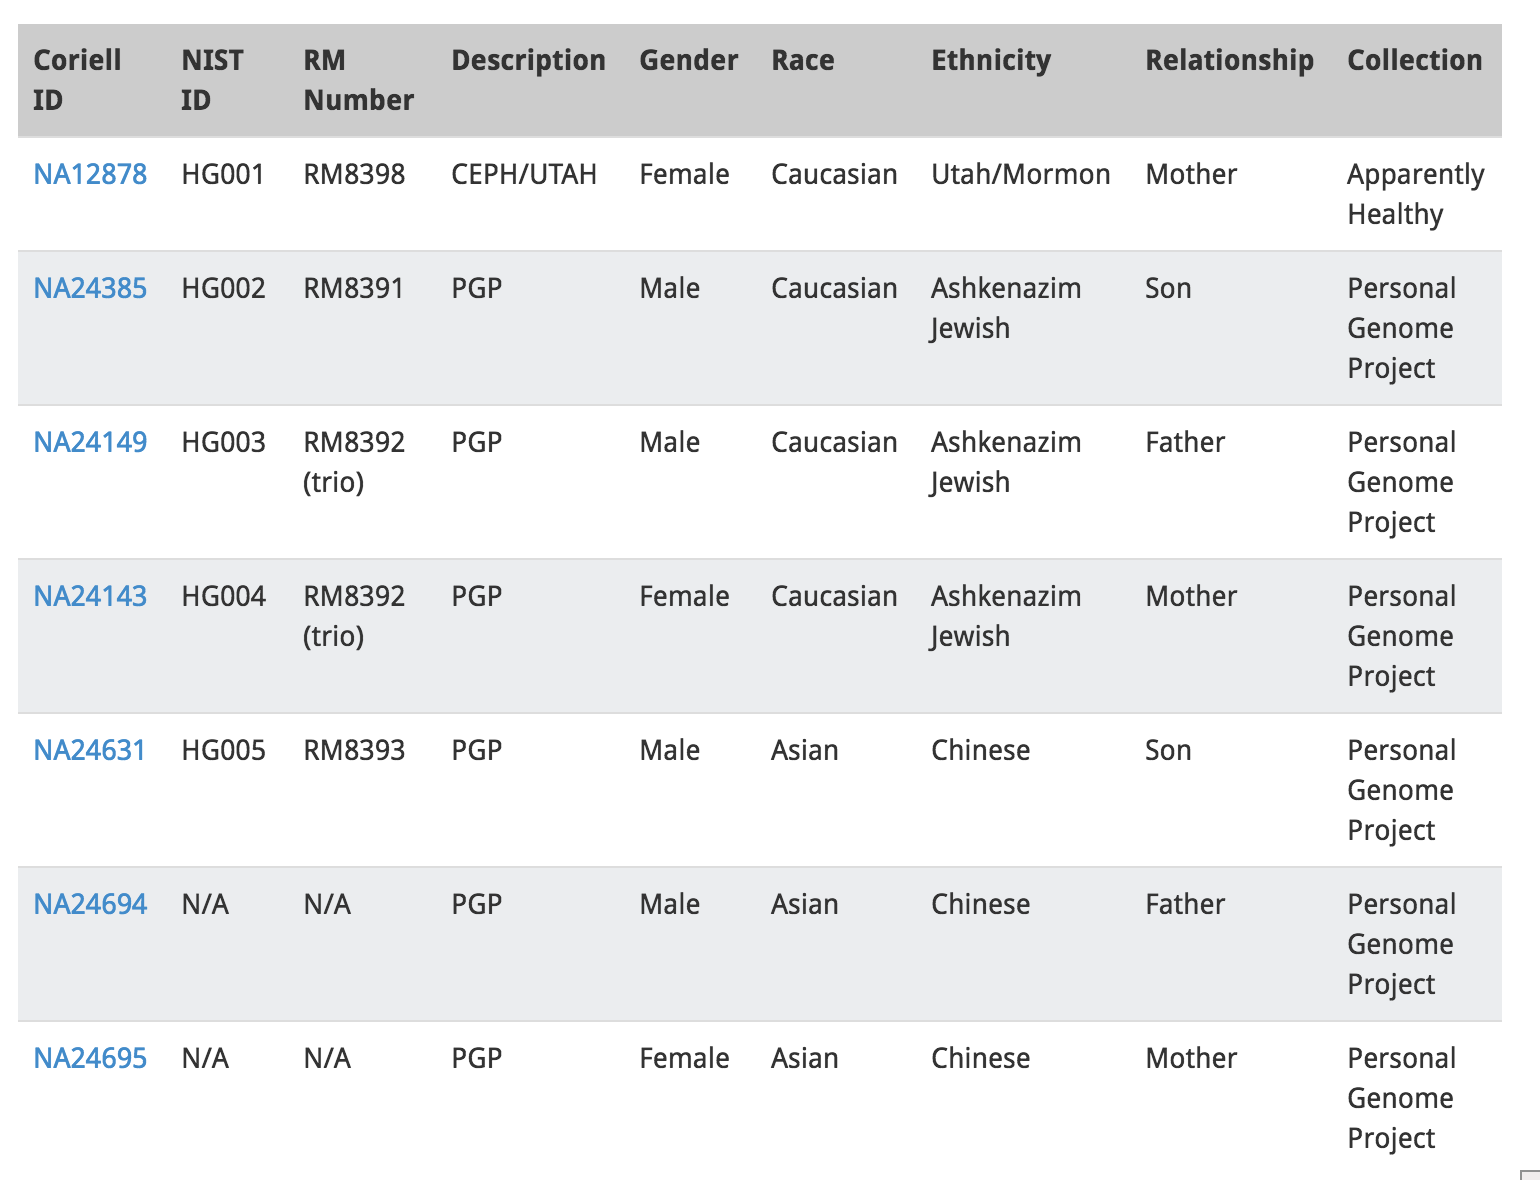 Coriell ID NIST ID RM Number Description Gender Race Ethnicity Relationship Collection
NA12878 HG001 RM8398 CEPH/UTAH Female Caucasian Utah/Mormon Mother Apparently Healthy
NA24385 HG002 RM8391 PGP Male Caucasian Ashkenazim Jewish Son Personal Genome Project
NA24149 HG003 RM8392 (trio) PGP Male Caucasian Ashkenazim Jewish Father Personal Genome Project
NA24143 HG004 RM8392 (trio) PGP Female Caucasian Ashkenazim Jewish Mother Personal Genome Project
NA24631 HG005 RM8393 PGP Male Asian Chinese Son Personal Genome Project
NA24694 N/A N/A PGP Male Asian Chinese Father Personal Genome Project
NA24695 N/A N/A PGP Female Asian Chinese Mother Personal Genome Project